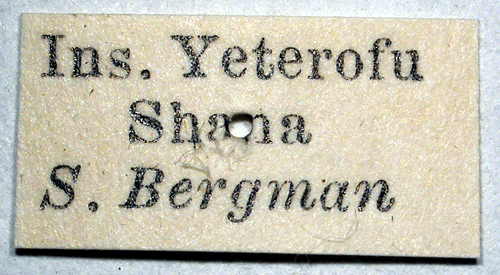 Ins. Yeterofu
Shana
S. Bergman